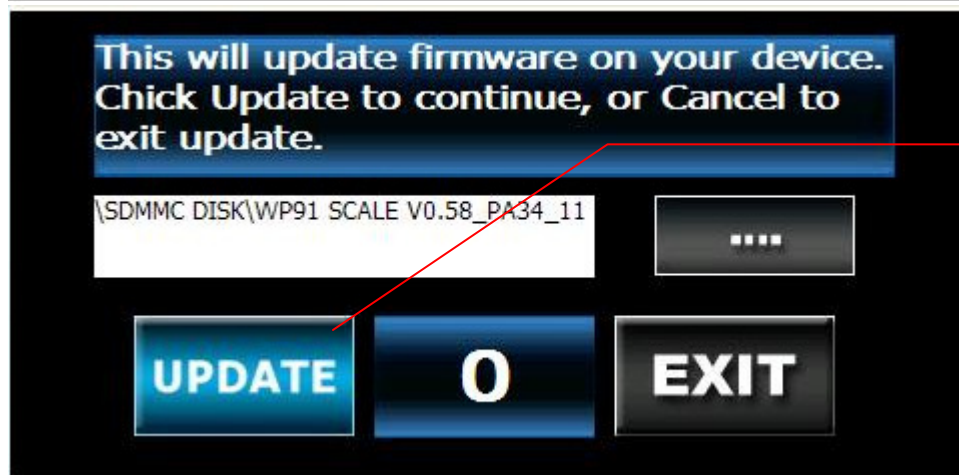 This will update firmware on your device.
Chick Update to continue, or Cancel to
exit update.
\SDMMC DISK\WP91 SCALE V0.58_PA34_11
....
UPDATE
0
EXIT